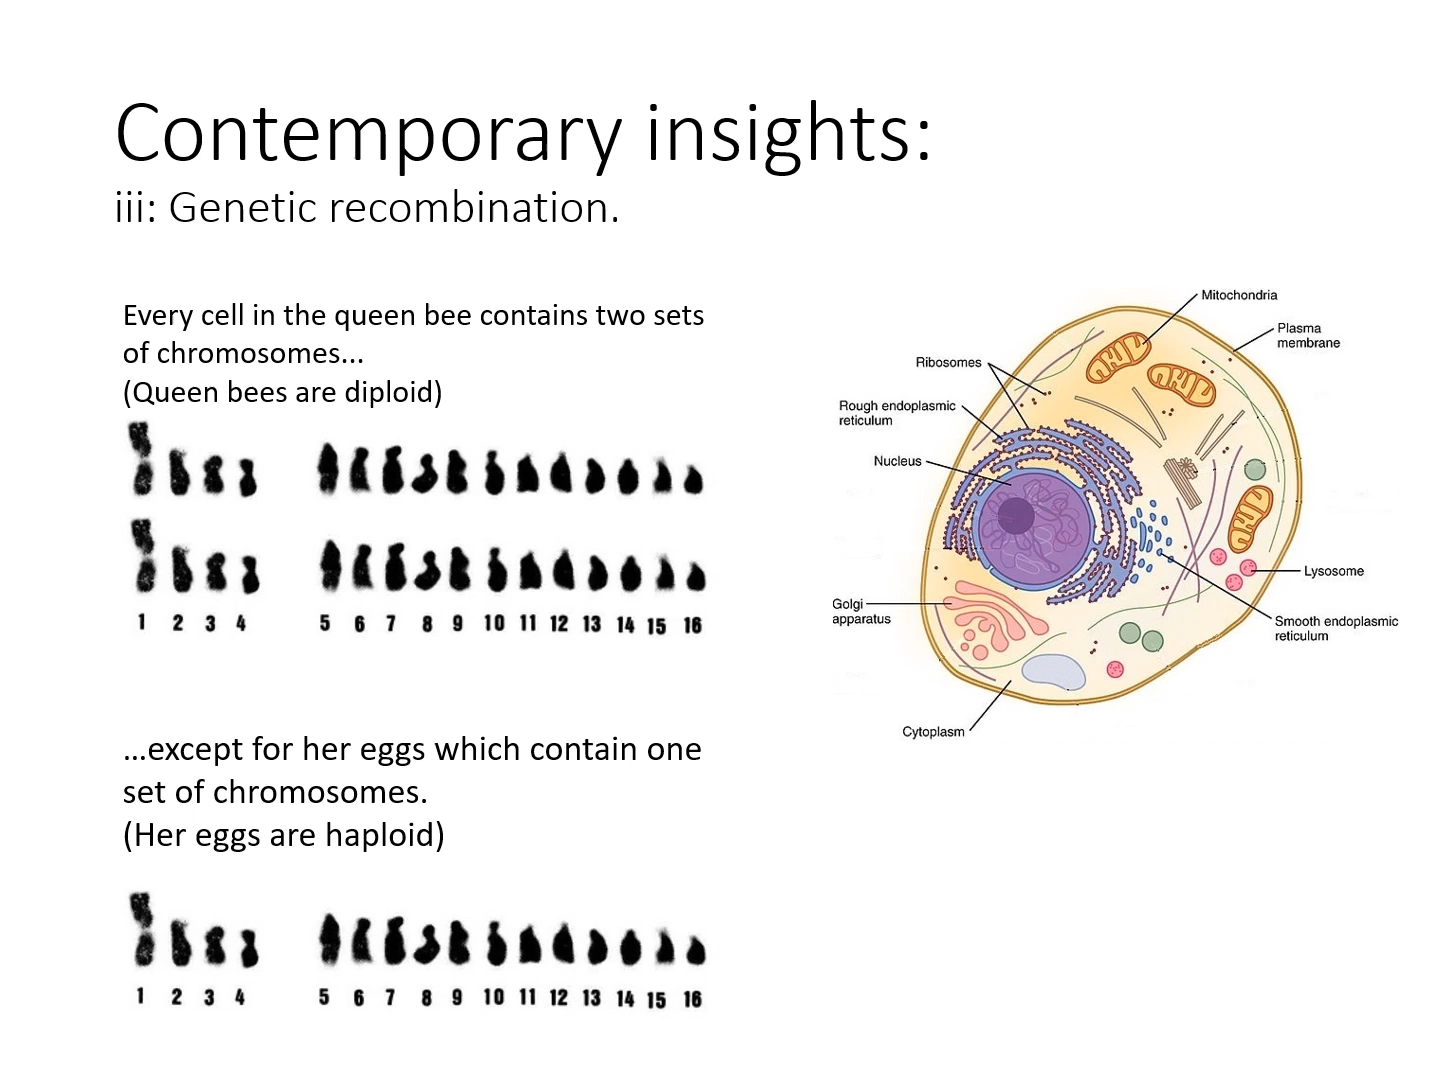 Contemporary insights:
iii: Genetic recombination.
Every cell in the queen bee contains two sets
of chromosomes...
(Queen bees are diploid)
1 2 3 4 5 6 7 8 9 10 11 12 13 14 15 16
...except for her eggs which contain one
set of chromosomes.
(Her eggs are haploid)
1 2 3 4 5 6 7 8 9 10 11 12 13 14 15 16
Mitochondria
Plasma
membrane
Ribosomes
Rough endoplasmic
reticulum
Nucleus
Lysosome
Golgi
apparatus
Smooth endoplasmic
reticulum
Cytoplasm